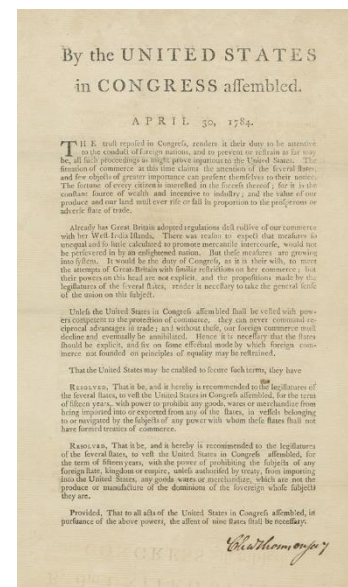 By the UNITED STATES
in CONGRESS aſſembled.
APRIL 30, 1784.
THE truſt repoſed in Congreſs, renders it their duty to be attentive
to the conduct of foreign nations, and to prevent or reſtrain as far may
be, all ſuch proceedings as might prove injurious to the United States. The
ſituation of commerce at this time claims the attention of the ſeveral ſtates,
and few objects of greater importance can preſent themſelves to their notice.
The fortune of every citizen is intereſted in the ſucceſs thereof; for it is the
conſtant ſource of wealth and incentive to induſtry; and the value of our
produce and our land muſt ever riſe or fall in proportion to the proſperous or
adverſe ſtate of trade.
Already has Great Britain adopted regulations deſtructive of our commerce
with her Weſt-India Iſlands. There was reaſon to expect that meaſures ſo
unequal and ſo little calculated to promote mercantile intercourſe, would not
be perſevered in by an enlightened nation. But theſe meaſures are growing
into ſyſtem. It would be the duty of Congreſs, as it is their wiſh, to meet
the attempts of Great-Britain with ſimilar reſtrictions on her commerce; but
their powers on this head are not explicit, and the propoſitions made by the
legiſlatures of the ſeveral ſtates, render it neceſſary to take the general ſenſe
of the union on this ſubject.
Unleſs the United States in Congreſs aſſembled ſhall be veſted with pow-
ers competent to the protection of commerce, they can never command re-
ciprocal advantages in trade; and without theſe, our foreign commerce muſt
decline and eventually be annihilated. Hence it is neceſſary that the ſtates
ſhould be explicit, and fix on ſome effectual mode by which foreign com-
merce not founded on principles of equality may be reſtrained.
That the United States may be enabled to ſecure ſuch terms, they have
RESOLVED, That it be, and it hereby is recommended to the legiſlatures of
the ſeveral ſtates, to veſt the United States in Congreſs aſſembled, for the term
of fifteen years, with power to prohibit any goods, wares or merchandize from
being imported into or exported from any of the ſtates, in veſſels belonging
to or navigated by the ſubjects of any power with whom theſe ſtates ſhall not
have formed treaties of commerce.
RESOLVED, That it be, and it hereby is recommended to the legiſlatures
of the ſeveral ſtates, to veſt the United States in Congreſs aſſembled, for
the term of fifteen years, with the power of prohibiting the ſubjects of any
foreign ſtate, kingdom or empire, unleſs authoriſed by treaty, from importing
into the United States, any goods wares or merchandize, which are not the
produce or manufacture of the dominions of the ſovereign whoſe ſubjects
they are.
Provided, That to all acts of the United States in Congreſs aſſembled, in
purſuance of the above powers, the aſſent of nine ſtates ſhall be neceſſary.
Cha Thomson ſecy